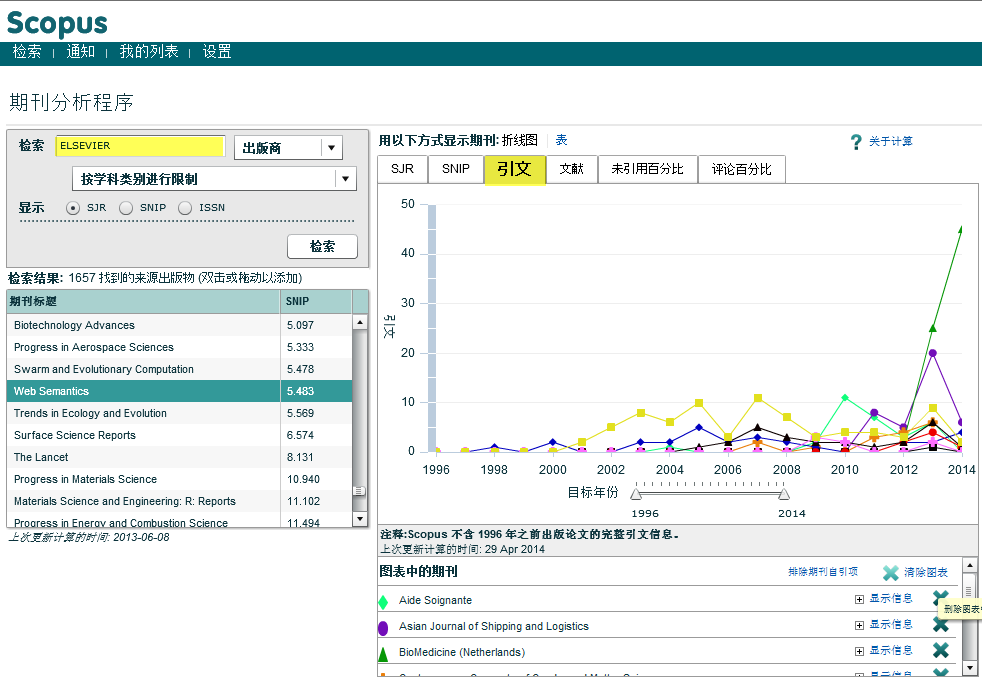 Scopus
检索 | 通知 | 我的列表 | 设置
期刊分析程序
检索 ELSEVIER 出版商
按学科类别进行限制
显示 SJR SNIP ISSN
检索
检索结果: 1657 找到的来源出版物 (双击或拖动以添加)
期刊标题 SNIP
Biotechnology Advances 5.097
Progress in Aerospace Sciences 5.333
Swarm and Evolutionary Computation 5.478
Web Semantics 5.483
Trends in Ecology and Evolution 5.569
Surface Science Reports 6.574
The Lancet 8.131
Progress in Materials Science 10.940
Materials Science and Engineering: R: Reports 11.102
Progress in Energy and Combustion Science 11.494
上次更新计算的时间: 2013-06-08
用以下方式显示期刊: 折线图 表 ? 关于计算
SJR SNIP 引文 文献 未引用百分比 评论百分比
50
40
30
20
10
0
引文
1996 1998 2000 2002 2004 2006 2008 2010 2012 2014
目标年份
1996 2014
注释:Scopus 不含 1996 年之前出版论文的完整引文信息。
上次更新计算的时间: 29 Apr 2014
图表中的期刊 排除期刊自引项 清除图表
Aide Soignante 显示信息
删除图表中
Asian Journal of Shipping and Logistics 显示信息
BioMedicine (Netherlands) 显示信息
显示信息